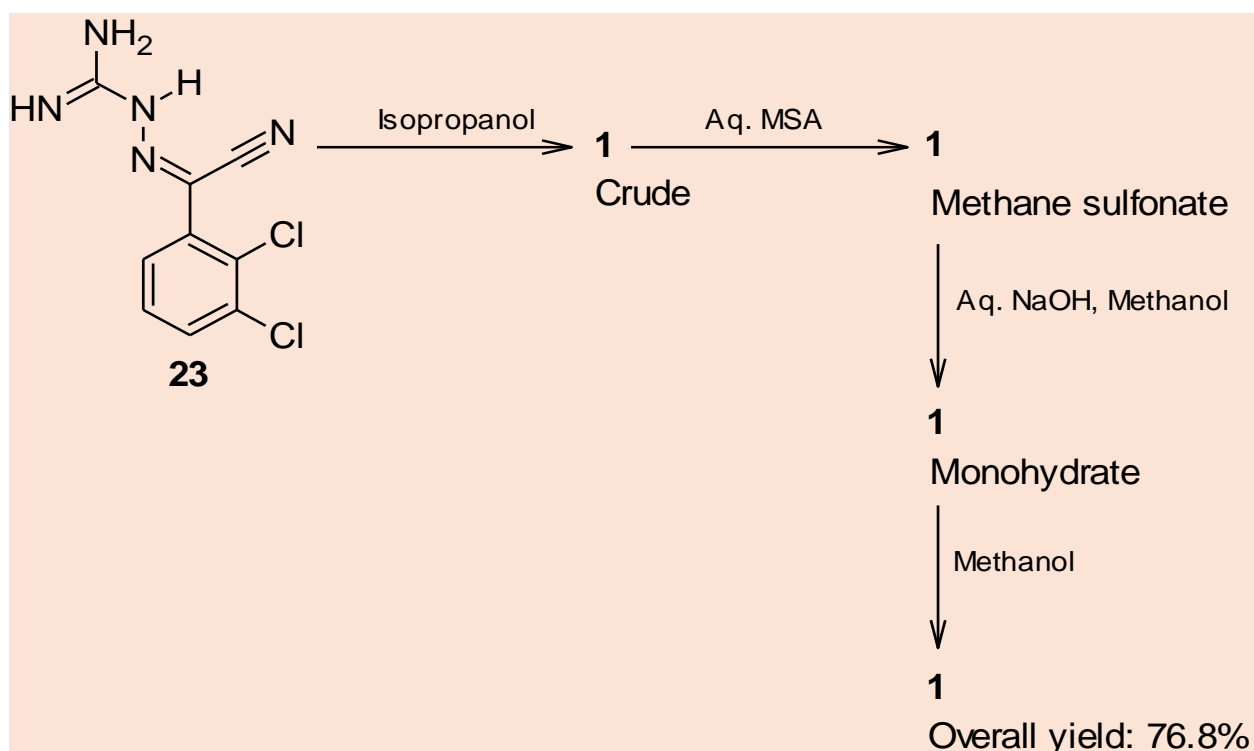 NH2
HN
N
H
N
N
Cl
Cl
23
Isopropanol
1
Crude
Aq. MSA
1
Methane sulfonate
Aq. NaOH, Methanol
1
Monohydrate
Methanol
1
Overall yield: 76.8%